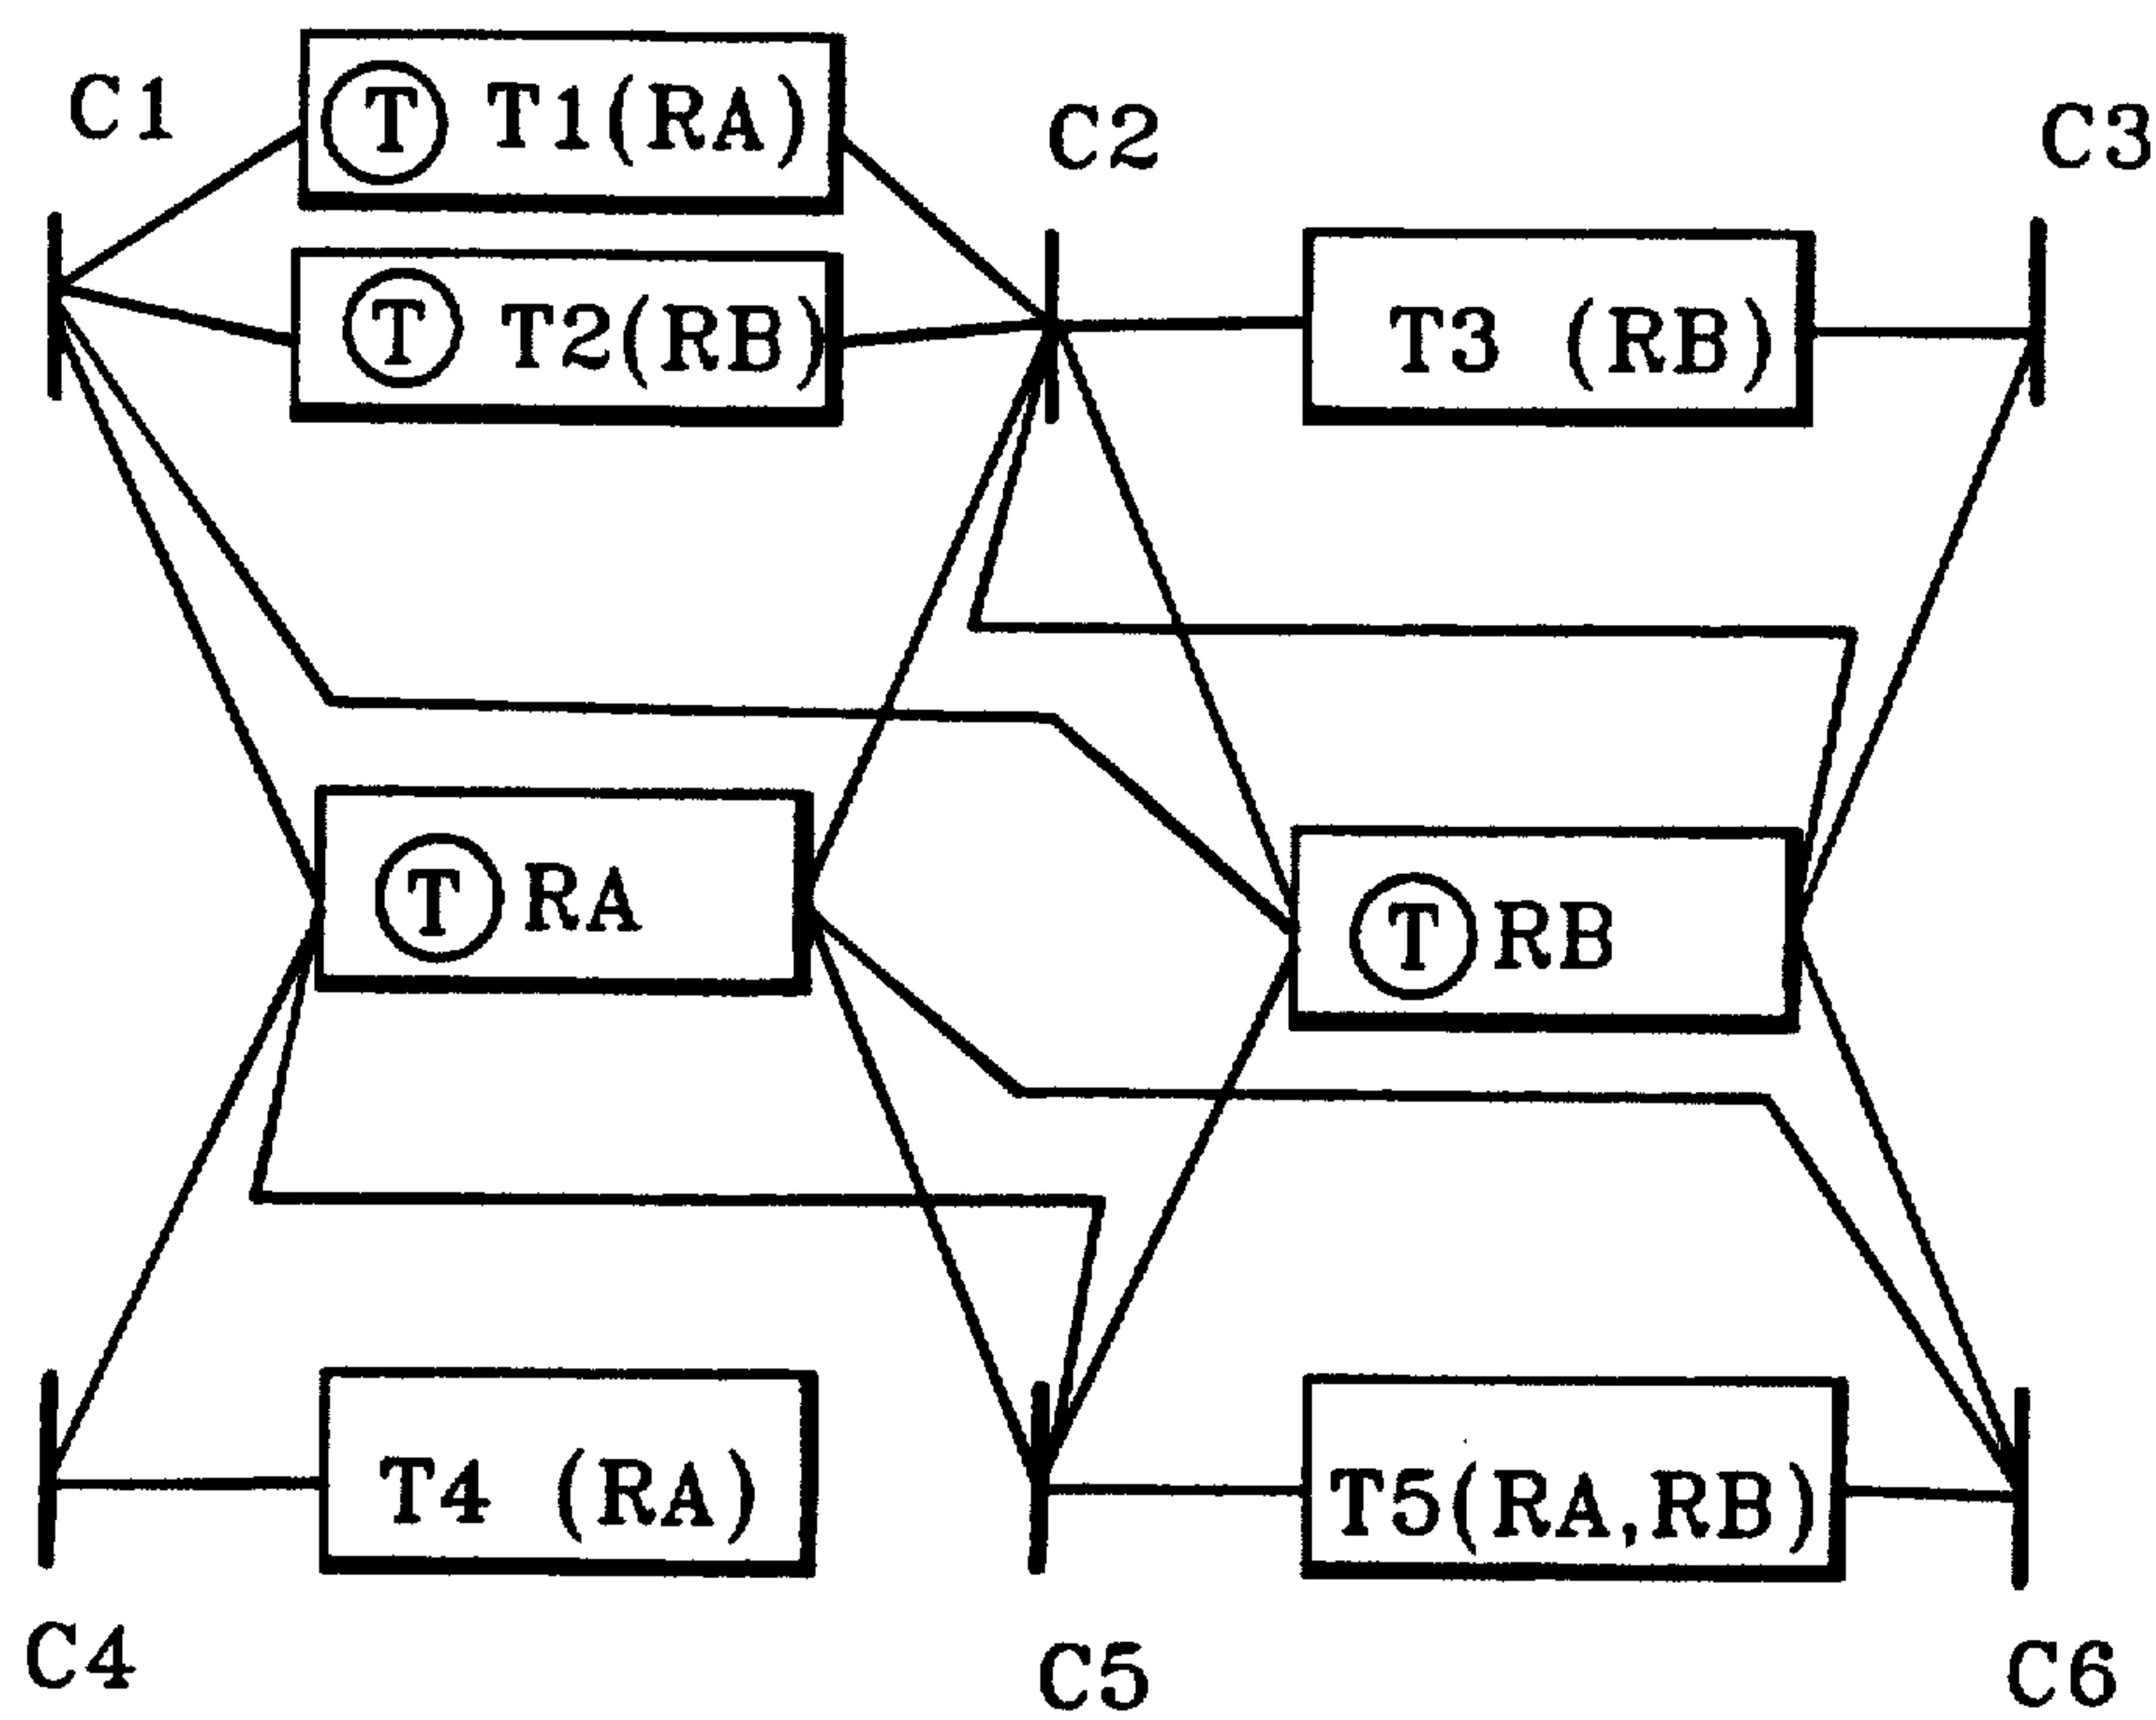 C1
T T1(RA)
C2
C3
T T2(RB)
T3 (RB)
T RA
T RB
T4 (RA)
T5(RA,RB)
C4
C5
C6